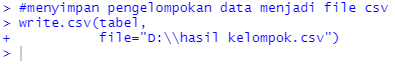 > #menyimpan pengelompokan data menjadi file csv
> write.csv(tabel,
+           file="D:\\hasil kelompok.csv")
>